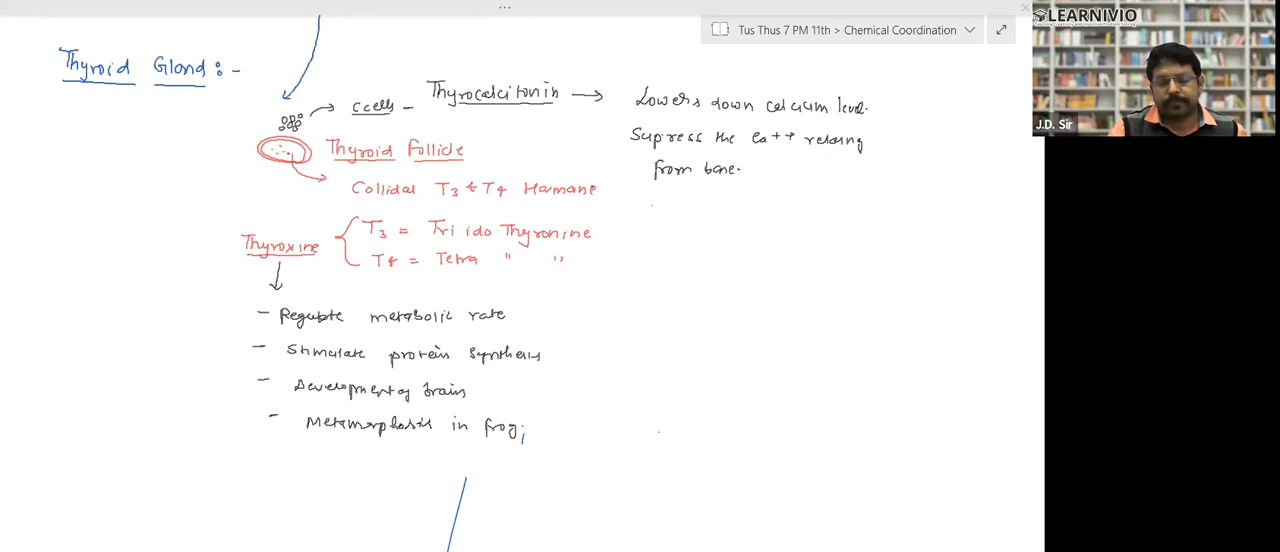 ...
Tus Thus 7 PM 11th > Chemical Coordination
LEARNIVIO
J.D. Sir
Thyroid Gland :-
C cells - Thyrocalcitonin → Lowers down calcium level.
Supress the Ca++ relasing
from bone.
Thyroid Follicle
Collidal T3 & T4 Harmone
Thyroxine { T3 = Tri ido Thyronine
T4 = Tetra " "
- Regulate metabolic rate
- Stimulate protein synthesis
- Development of brain
- Metamorphosis in frog,